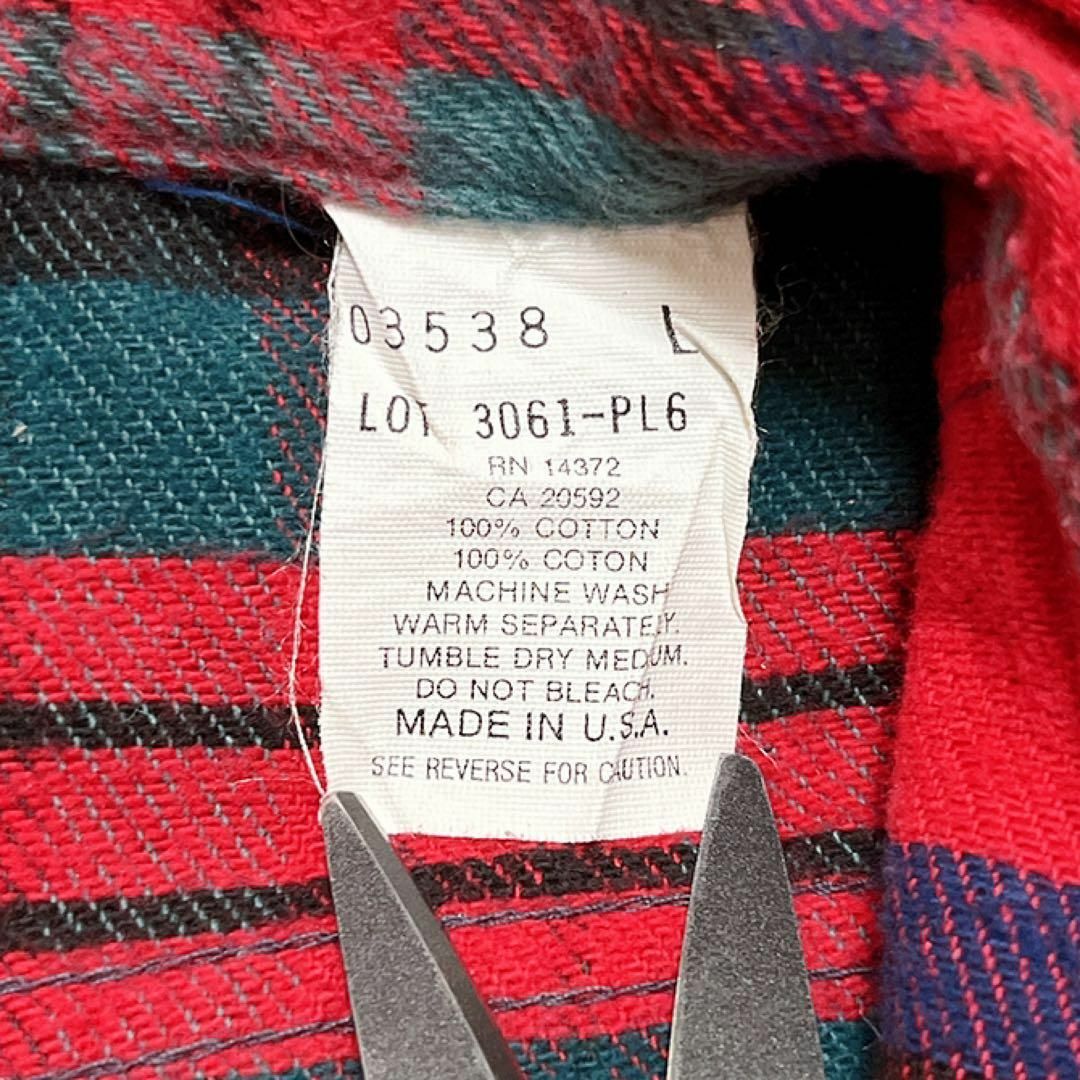 03538 L
LOT 3061-PL6
RN 14372
CA 20592
100% COTTON
100% COTON
MACHINE WASH
WARM SEPARATELY.
TUMBLE DRY MEDIUM.
DO NOT BLEACH.
MADE IN U.S.A.
SEE REVERSE FOR CAUTION.